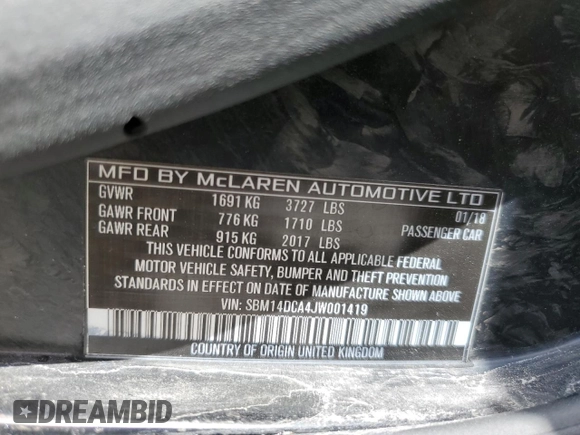 MFD BY McLAREN AUTOMOTIVE LTD
GVWR 1691 KG 3727 LBS 01/18
GAWR FRONT 776 KG 1710 LBS PASSENGER CAR
GAWR REAR 915 KG 2017 LBS
THIS VEHICLE CONFORMS TO ALL APPLICABLE FEDERAL
MOTOR VEHICLE SAFETY, BUMPER AND THEFT PREVENTION
STANDARDS IN EFFECT ON DATE OF MANUFACTURE SHOWN ABOVE
VIN: SBM14DCA4JW001419
COUNTRY OF ORIGIN UNITED KINGDOM
DREAMBID